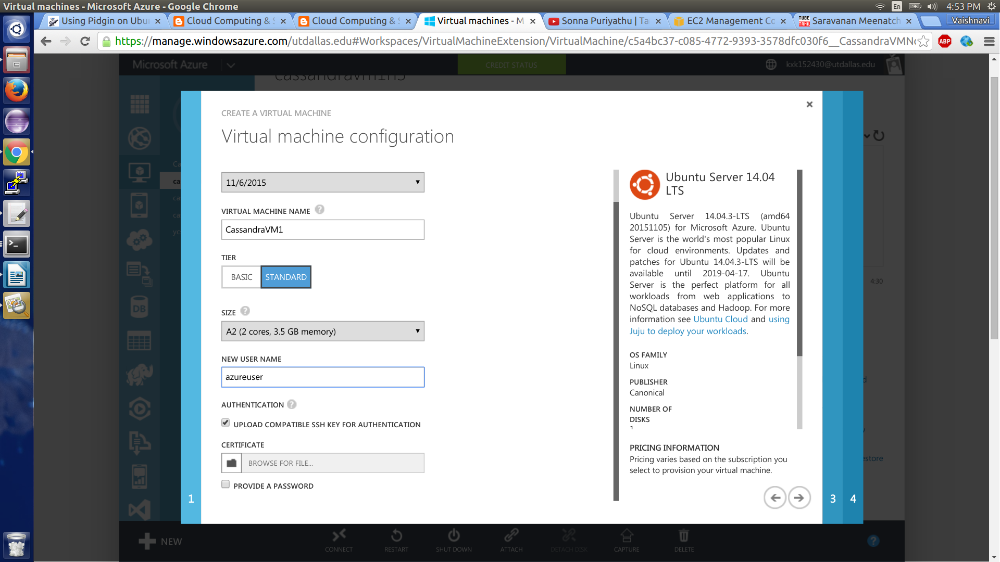 Virtual machines - Microsoft Azure - Google Chrome
En
4:53 PM
Using Pidgin on Ubu
Cloud Computing & S
Cloud Computing & S
Virtual machines - M
Sonna Puriyathu | Ta
EC2 Management Co
TUBE TAMIL
Saravanan Meenatch
Vaishnavi
https://manage.windowsazure.com/utdallas.edu#Workspaces/VirtualMachineExtension/VirtualMachine/c5a4bc37-c085-4772-9393-3578dfc030f6__CassandraVMNo
ABP
Microsoft Azure
CREDIT STATUS
kxk152430@utdallas.edu
cassandravm1n5
CREATE A VIRTUAL MACHINE
Virtual machine configuration
11/6/2015
VIRTUAL MACHINE NAME ?
CassandraVM1
TIER
BASIC
STANDARD
SIZE ?
A2 (2 cores, 3.5 GB memory)
NEW USER NAME
azureuser
AUTHENTICATION ?
UPLOAD COMPATIBLE SSH KEY FOR AUTHENTICATION
CERTIFICATE
BROWSE FOR FILE...
PROVIDE A PASSWORD
Ubuntu Server 14.04
LTS
Ubuntu Server 14.04.3-LTS (amd64
20151105) for Microsoft Azure. Ubuntu
Server is the world's most popular Linux
for cloud environments. Updates and
patches for Ubuntu 14.04.3-LTS will be
available until 2019-04-17. Ubuntu
Server is the perfect platform for all
workloads from web applications to
NoSQL databases and Hadoop. For more
information see Ubuntu Cloud and using
Juju to deploy your workloads.
OS FAMILY
Linux
PUBLISHER
Canonical
NUMBER OF
DISKS
1
PRICING INFORMATION
Pricing varies based on the subscription you
select to provision your virtual machine.
1
3
4
Ca
ca
ca
ca
yc
DB
4:30
estore
NEW
CONNECT
RESTART
SHUT DOWN
ATTACH
DETACH DISK
CAPTURE
DELETE
?